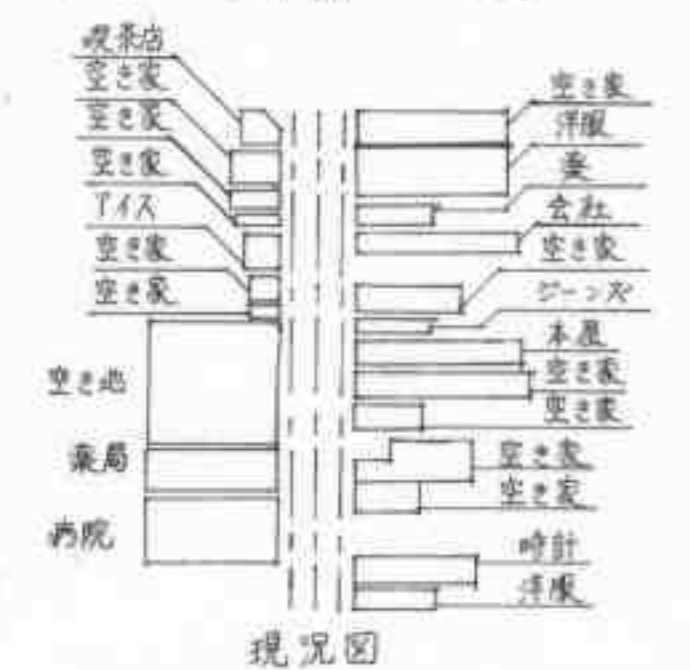 喫茶店
空き家
空き家
空き家
アイス
空き家
空き家
空き地
薬局
病院
空き家
洋服
薬
会社
空き家
ジーンズ
本屋
空き家
空き家
空き家
空き家
時計
洋服
現況図